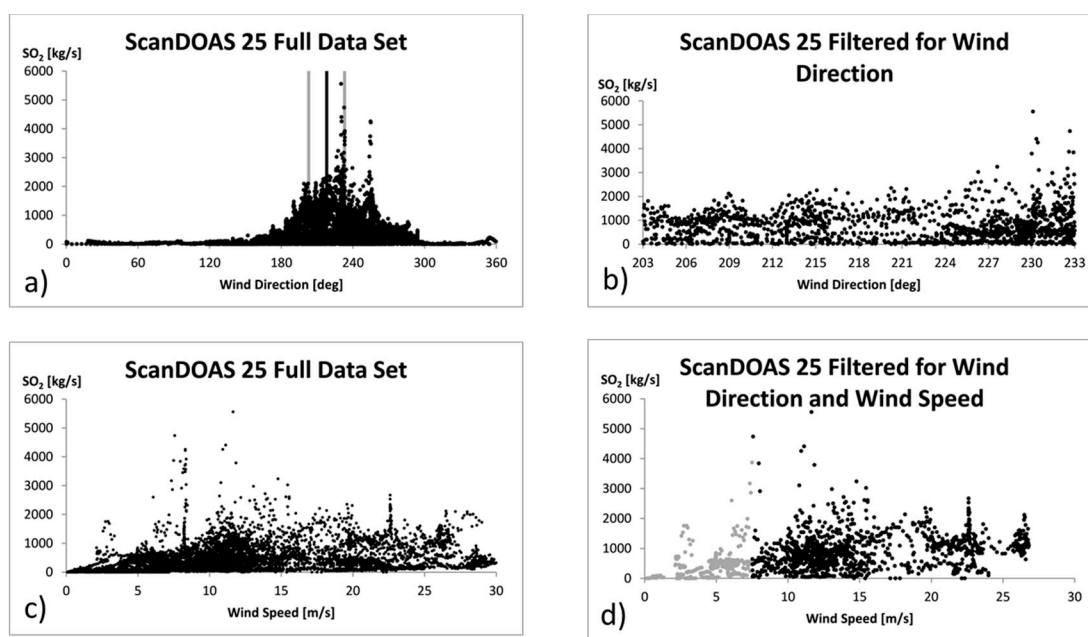 ScanDOAS 25 Full Data Set
SO₂ [kg/s]
6000
5000
4000
3000
2000
1000
0
0 60 120 180 240 300 360
Wind Direction [deg]
a)
ScanDOAS 25 Filtered for Wind
Direction
SO₂ [kg/s]
6000
5000
4000
3000
2000
1000
0
203 206 209 212 215 218 221 224 227 230 233
Wind Direction [deg]
b)
ScanDOAS 25 Full Data Set
SO₂ [kg/s]
6000
5000
4000
3000
2000
1000
0
0 5 10 15 20 25 30
Wind Speed [m/s]
c)
ScanDOAS 25 Filtered for Wind
Direction and Wind Speed
SO₂ [kg/s]
6000
5000
4000
3000
2000
1000
0
0 5 10 15 20 25 30
Wind Speed [m/s]
d)